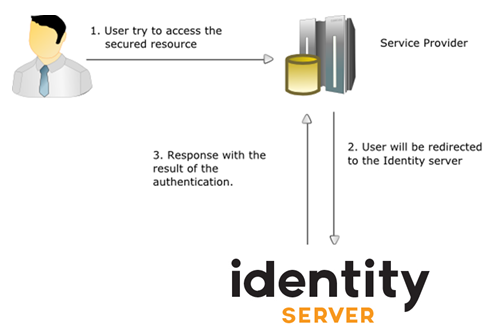 1. User try to access the
secured resource
Service Provider
2. User will be redirected
to the Identity server
3. Response with the
result of the
authentication.
identity
SERVER